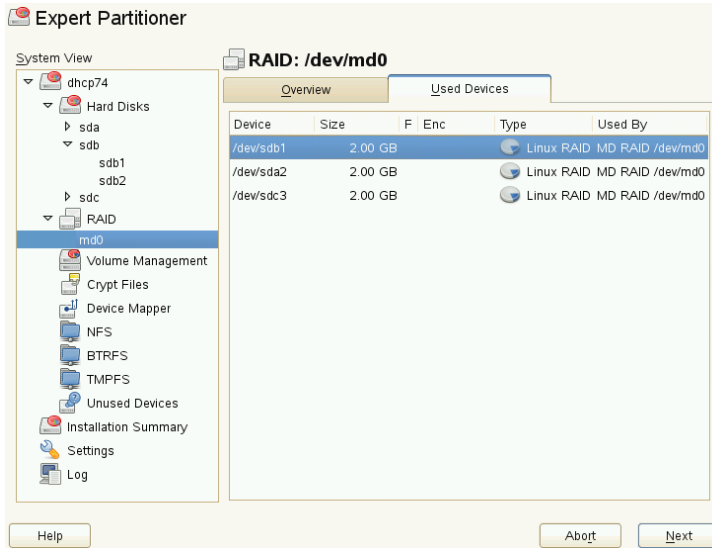 Expert Partitioner
System View
dhcp74
Hard Disks
sda
sdb
sdb1
sdb2
sdc
RAID
md0
Volume Management
Crypt Files
Device Mapper
NFS
BTRFS
TMPFS
Unused Devices
Installation Summary
Settings
Log
RAID: /dev/md0
Overview Used Devices
Device Size F Enc Type Used By
/dev/sdb1 2.00 GB Linux RAID MD RAID /dev/md0
/dev/sda2 2.00 GB Linux RAID MD RAID /dev/md0
/dev/sdc3 2.00 GB Linux RAID MD RAID /dev/md0
Help Abort Next